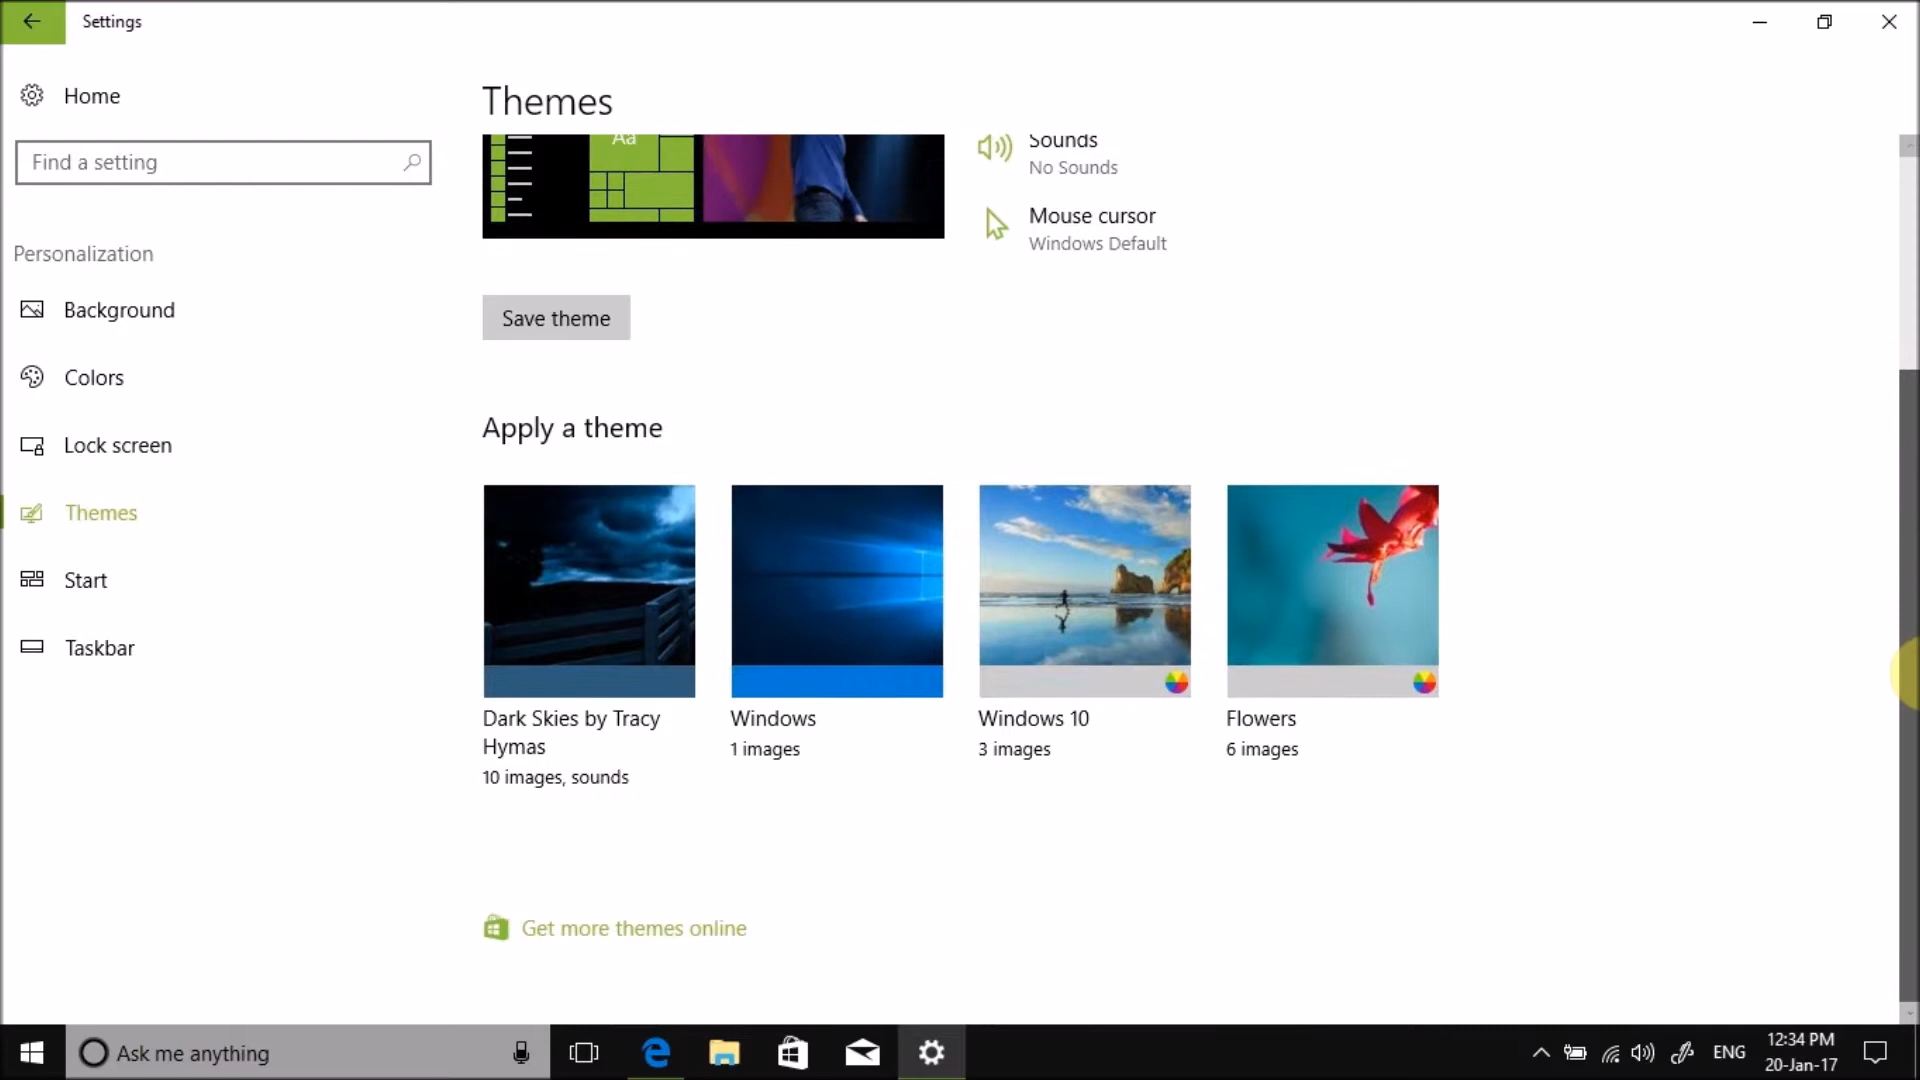 Settings
Home
Find a setting
Personalization
Background
Colors
Lock screen
Themes
Start
Taskbar
Themes
Aa
Sounds
No Sounds
Mouse cursor
Windows Default
Save theme
Apply a theme
Dark Skies by Tracy
Hymas
10 images, sounds
Windows
1 images
Windows 10
3 images
Flowers
6 images
Get more themes online
Ask me anything
ENG
12:34 PM
20-Jan-17